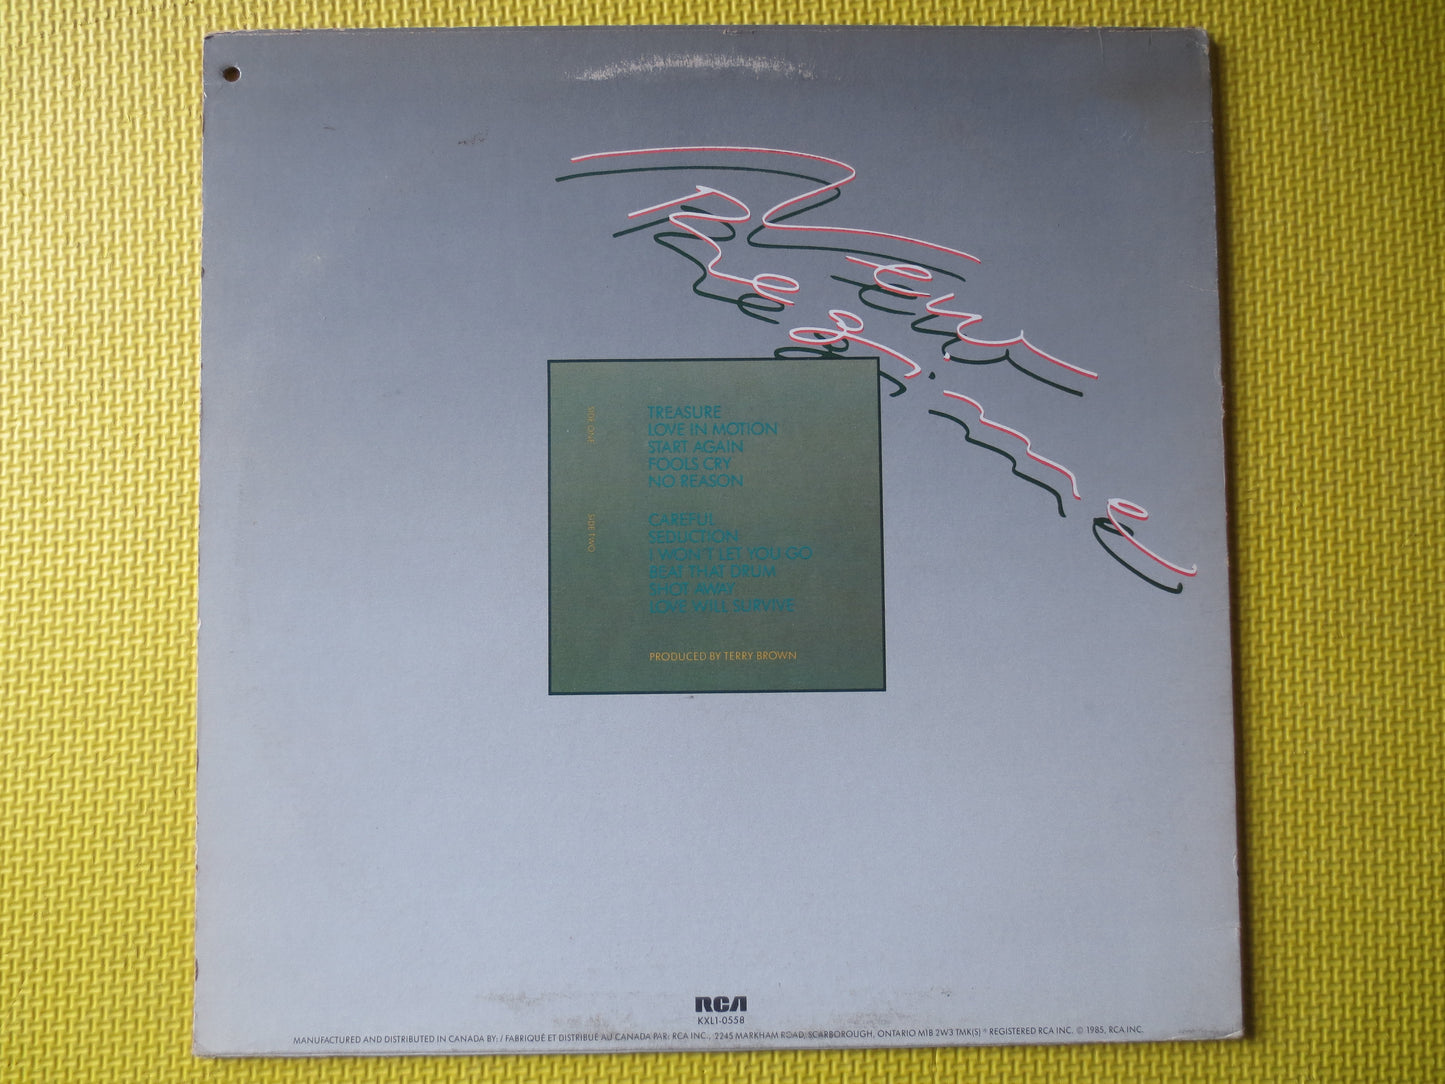 New
Regime
SIDE ONE
TREASURE
LOVE IN MOTION
START AGAIN
FOOLS CRY
NO REASON
SIDE TWO
CAREFUL
SEDUCTION
I WON'T LET YOU GO
BEAT THAT DRUM
SHOT AWAY
LOVE WILL SURVIVE
PRODUCED BY TERRY BROWN
RCA
KXL1-0558
MANUFACTURED AND DISTRIBUTED IN CANADA BY: / FABRIQUÉ ET DISTRIBUÉ AU CANADA PAR: RCA INC., 2245 MARKHAM ROAD, SCARBOROUGH, ONTARIO M1B 2W3 TMK(S) ® REGISTERED RCA INC. © 1985, RCA INC.